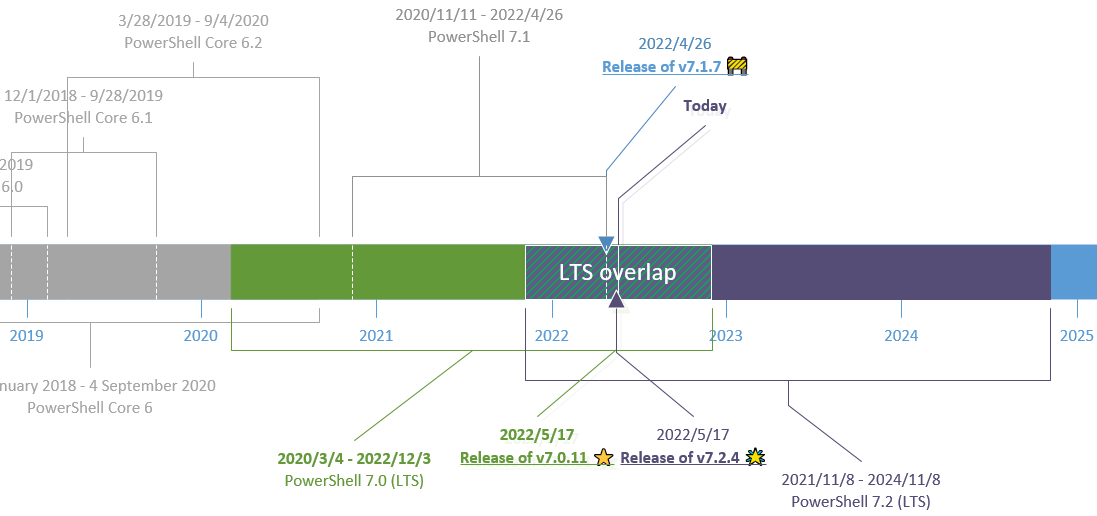 3/28/2019 - 9/4/2020
PowerShell Core 6.2
2020/11/11 - 2022/4/26
PowerShell 7.1
2022/4/26
Release of v7.1.7
12/1/2018 - 9/28/2019
PowerShell Core 6.1
Today
2019
6.0
LTS overlap
2019
2020
2021
2022
2023
2024
2025
nuary 2018 - 4 September 2020
PowerShell Core 6
2020/3/4 - 2022/12/3
PowerShell 7.0 (LTS)
2022/5/17
Release of v7.0.11
2022/5/17
Release of v7.2.4
2021/11/8 - 2024/11/8
PowerShell 7.2 (LTS)